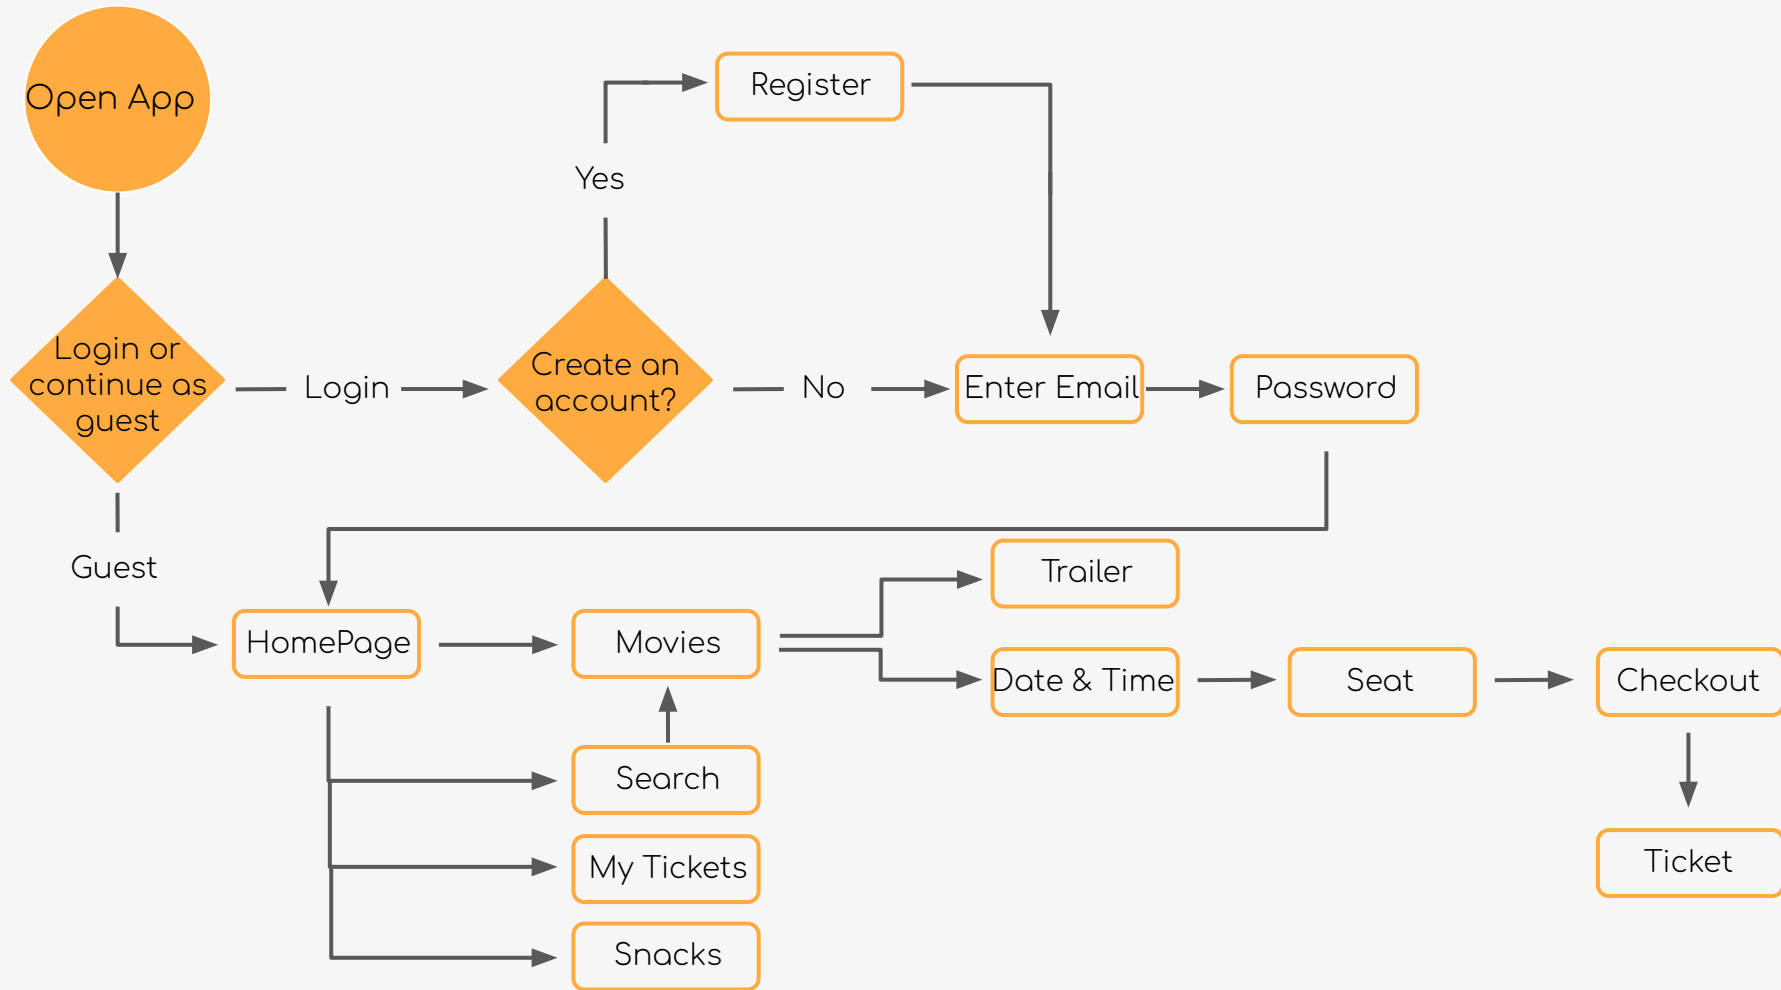 Open App
Register
Yes
Login or
continue as
guest
Login
Create an
account?
No
Enter Email
Password
Guest
Trailer
HomePage
Movies
Date & Time
Seat
Checkout
Search
My Tickets
Ticket
Snacks